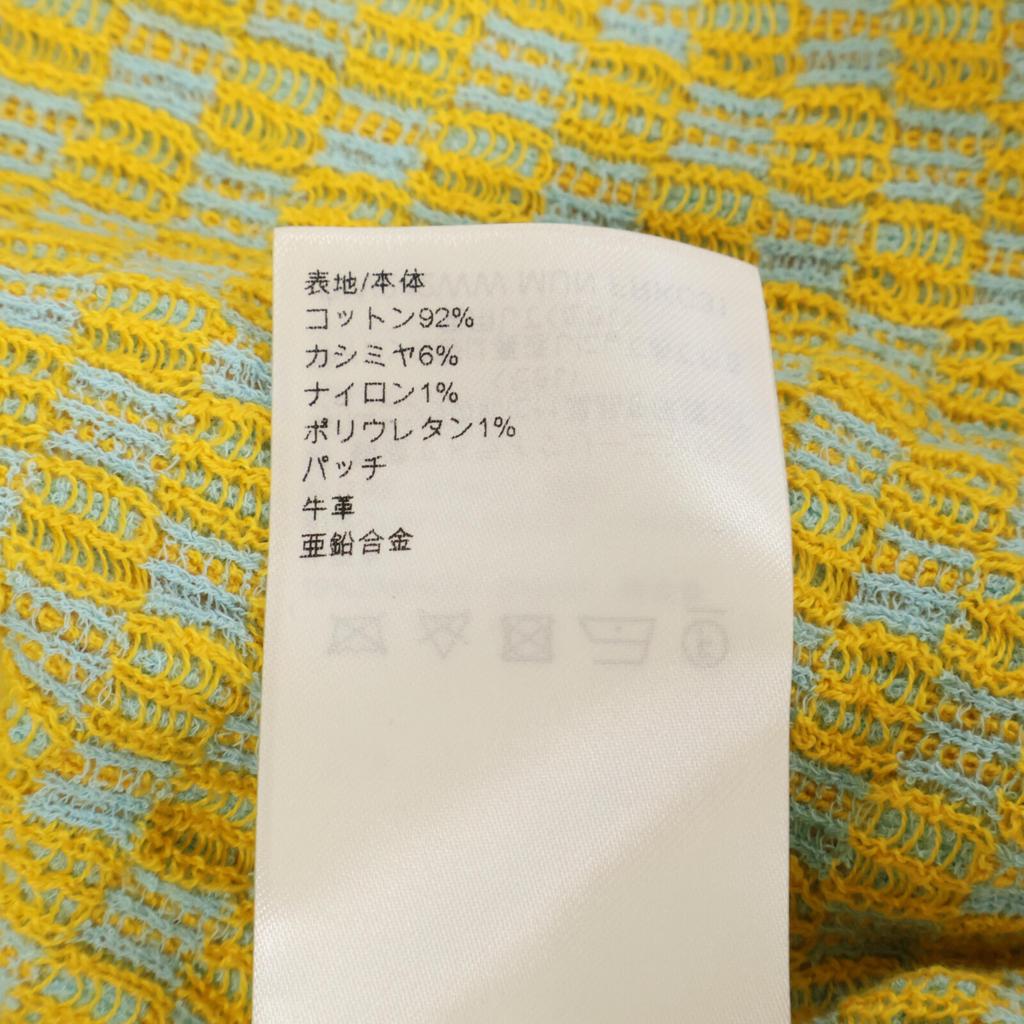 表地/本体
コットン92%
カシミヤ6%
ナイロン1%
ポリウレタン1%
パッチ
牛革
亜鉛合金